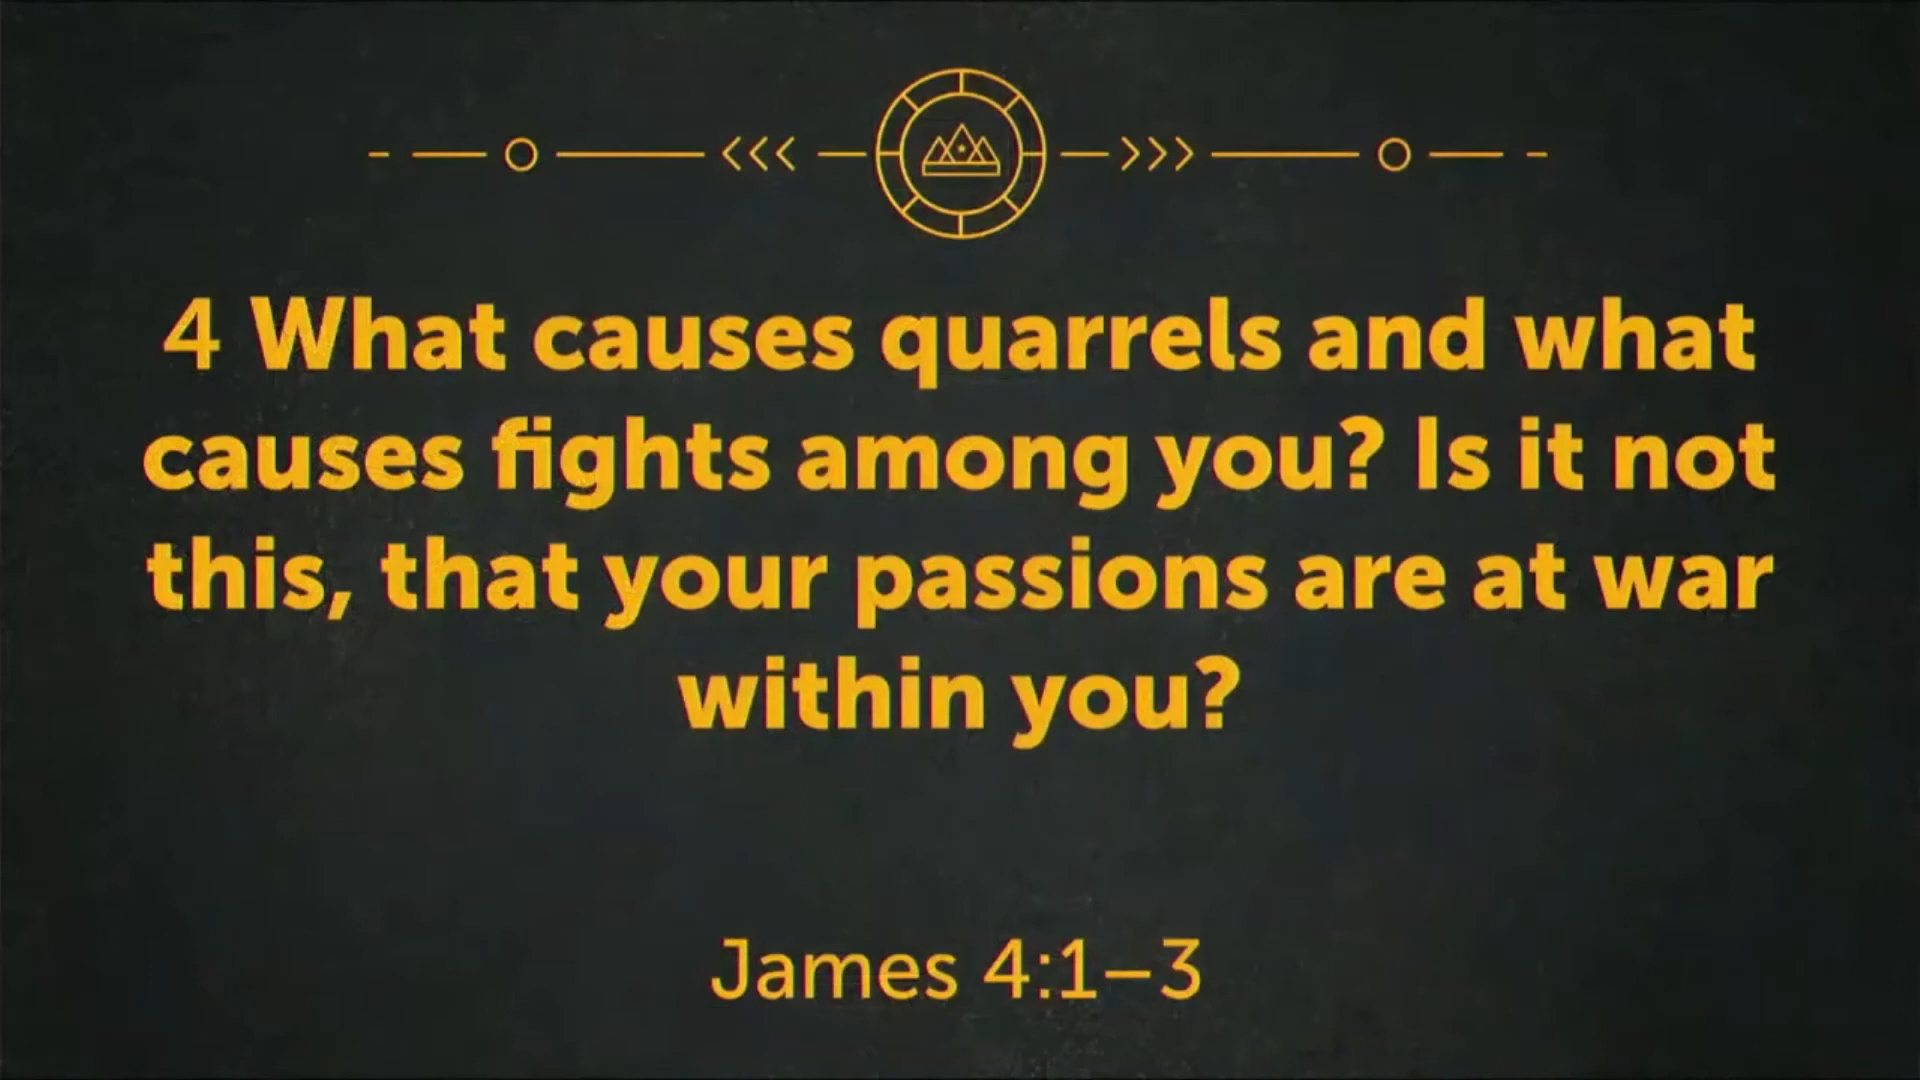 4 What causes quarrels and what
causes fights among you? Is it not
this, that your passions are at war
within you?
James 4:1–3